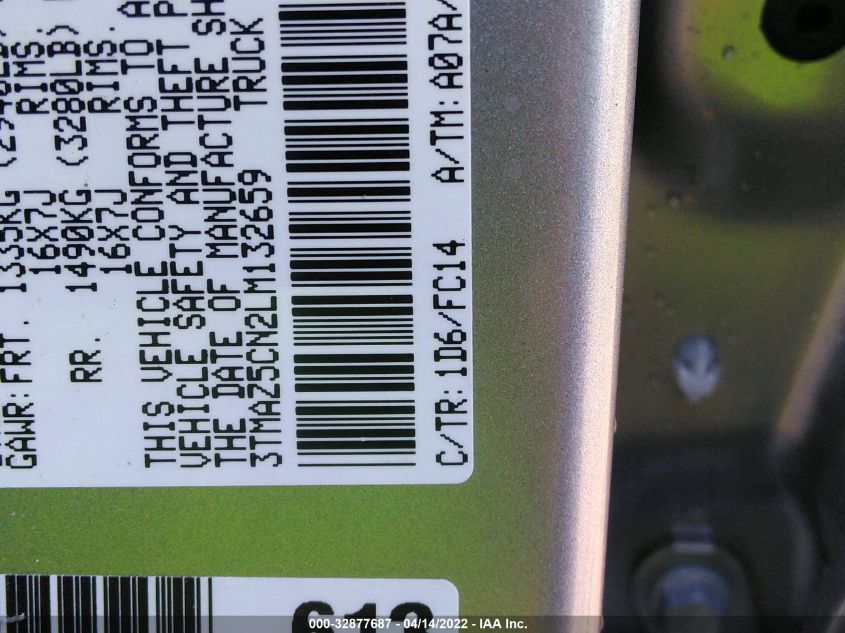 GAWR: FRT. 1335KG
16X7J RIMS.
RR. 1490KG (3280LB)
16X7J RIMS.
THIS VEHICLE CONFORMS TO A
VEHICLE SAFETY AND THEFT P
THE DATE OF MANUFACTURE SH
3TMAZ5CN2LM132659 TRUCK
C/TR: 1D6/FC14 A/TM: A07A/
000-32877687 - 04/14/2022 - IAA Inc.